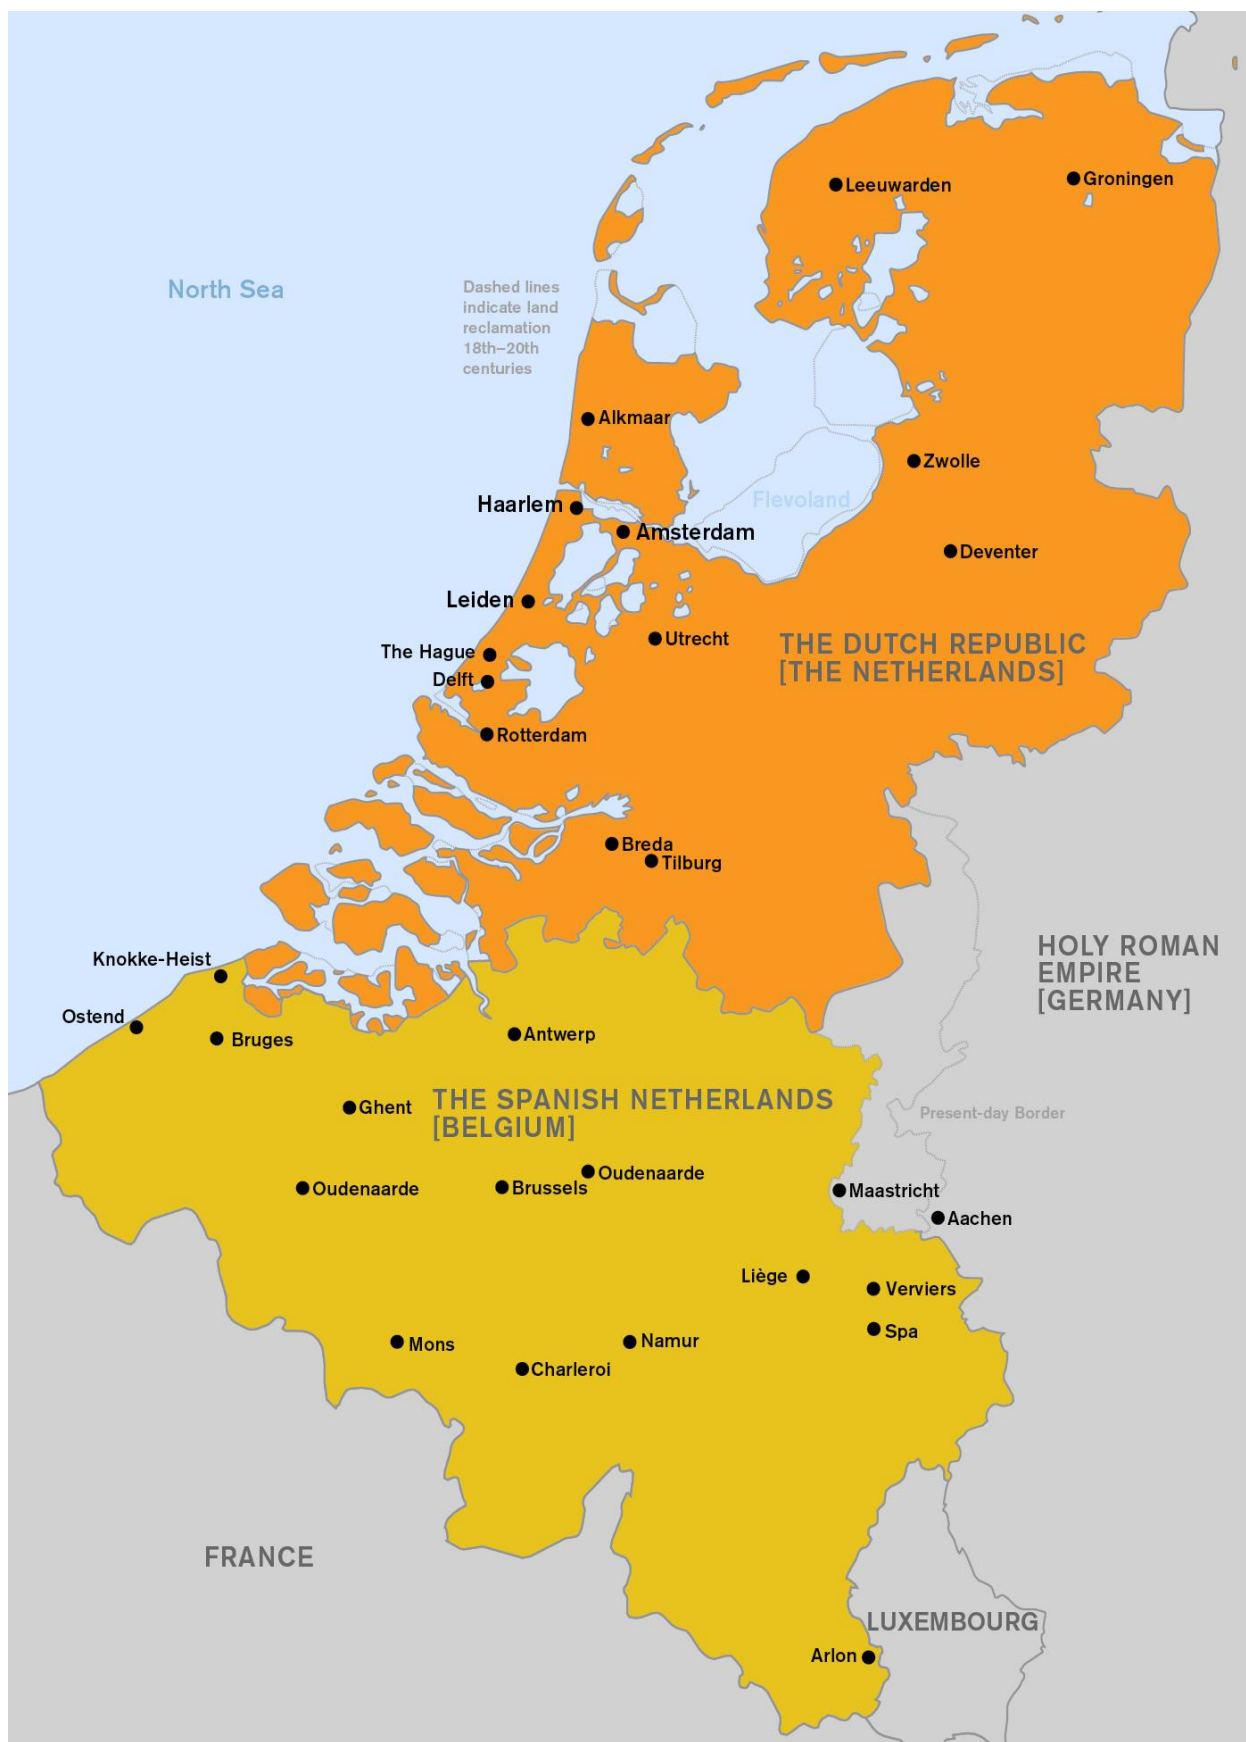 Leeuwarden
Groningen
North Sea
Dashed lines
indicate land
reclamation
18th–20th
centuries
Alkmaar
Zwolle
Flevoland
Haarlem
Amsterdam
Deventer
Leiden
Utrecht
THE DUTCH REPUBLIC
[THE NETHERLANDS]
The Hague
Delft
Rotterdam
Breda
Tilburg
HOLY ROMAN
EMPIRE
[GERMANY]
Knokke-Heist
Ostend
Bruges
Antwerp
THE SPANISH NETHERLANDS
[BELGIUM]
Ghent
Present-day Border
Oudenaarde
Brussels
Oudenaarde
Maastricht
Aachen
Liège
Verviers
Spa
Mons
Namur
Charleroi
FRANCE
LUXEMBOURG
Arlon